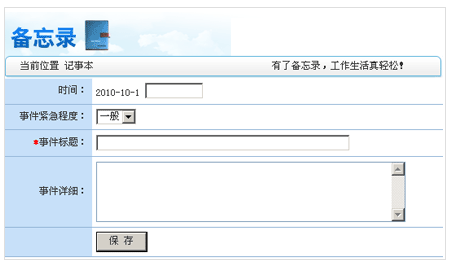 备忘录
当前位置 记事本 有了备忘录,工作生活真轻松!
时间: 2010-10-1
事件紧急程度: 一般
*事件标题:
事件详细:
保 存